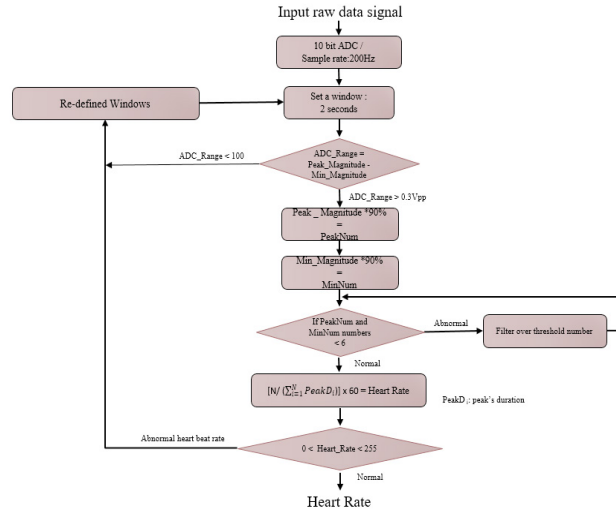 Input raw data signal
10 bit ADC /
Sample rate:200Hz
Re-defined Windows
Set a window :
2 seconds
ADC_Range < 100
ADC_Range =
Peak_Magnitude -
Min_Magnitude
ADC_Range > 0.3Vpp
Peak _ Magnitude *90%
=
PeakNum
Min_Magnitude *90%
=
MinNum
If PeakNum and
MinNum numbers
< 6
Abnormal
Filter over threshold number
Normal
[N/ (∑ᴺᵢ₌₁ PeakDᵢ)] x 60 = Heart Rate
PeakD ᵢ: peak's duration
Abnormal heart beat rate
0 < Heart_Rate < 255
Normal
Heart Rate